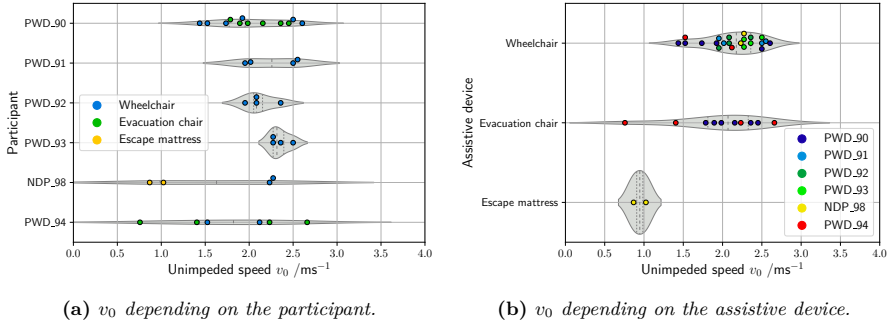 PWD_90
PWD_91
PWD_92
PWD_93
NDP_98
PWD_94
Participant
Wheelchair
Evacuation chair
Escape mattress
0.0 0.5 1.0 1.5 2.0 2.5 3.0 3.5 4.0
Unimpeded speed v₀ /ms⁻¹
(a) v₀ depending on the participant.
Wheelchair
Evacuation chair
Escape mattress
Assistive device
PWD_90
PWD_91
PWD_92
PWD_93
NDP_98
PWD_94
0.0 0.5 1.0 1.5 2.0 2.5 3.0 3.5 4.0
Unimpeded speed v₀ /ms⁻¹
(b) v₀ depending on the assistive device.